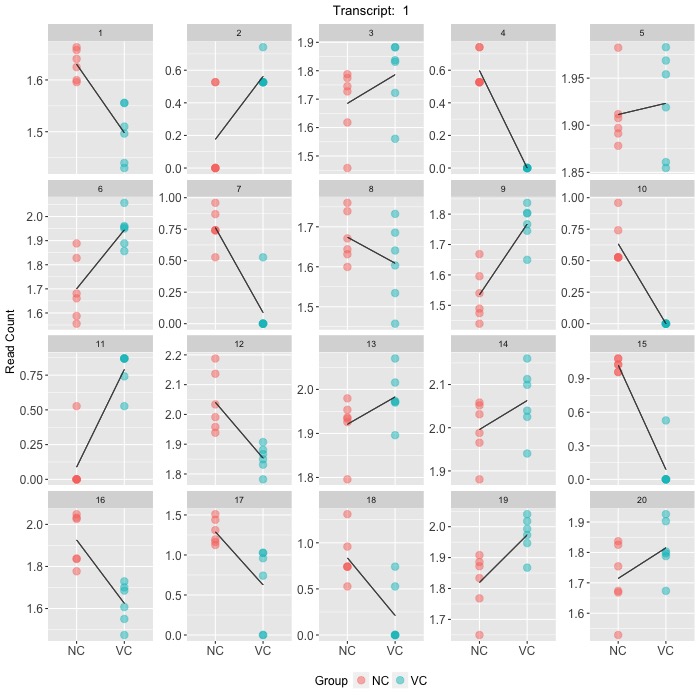 Transcript: 1
1 2 3 4 5
1.6 1.5
0.6 0.4 0.2 0.0
1.9 1.8 1.7 1.6 1.5
0.6 0.4 0.2 0.0
1.95 1.90 1.85
6 7 8 9 10
2.0 1.9 1.8 1.7 1.6
1.00 0.75 0.50 0.25 0.00
1.7 1.6 1.5
1.8 1.7 1.6 1.5
1.00 0.75 0.50 0.25 0.00
Read Count
11 12 13 14 15
0.75 0.50 0.25 0.00
2.2 2.1 2.0 1.9 1.8
2.0 1.9 1.8
2.1 2.0 1.9
0.9 0.6 0.3 0.0
16 17 18 19 20
2.0 1.8 1.6
1.5 1.0 0.5 0.0
1.0 0.5 0.0
2.0 1.9 1.8 1.7
1.9 1.8 1.7 1.6
NC VC NC VC NC VC NC VC NC VC
Group NC VC